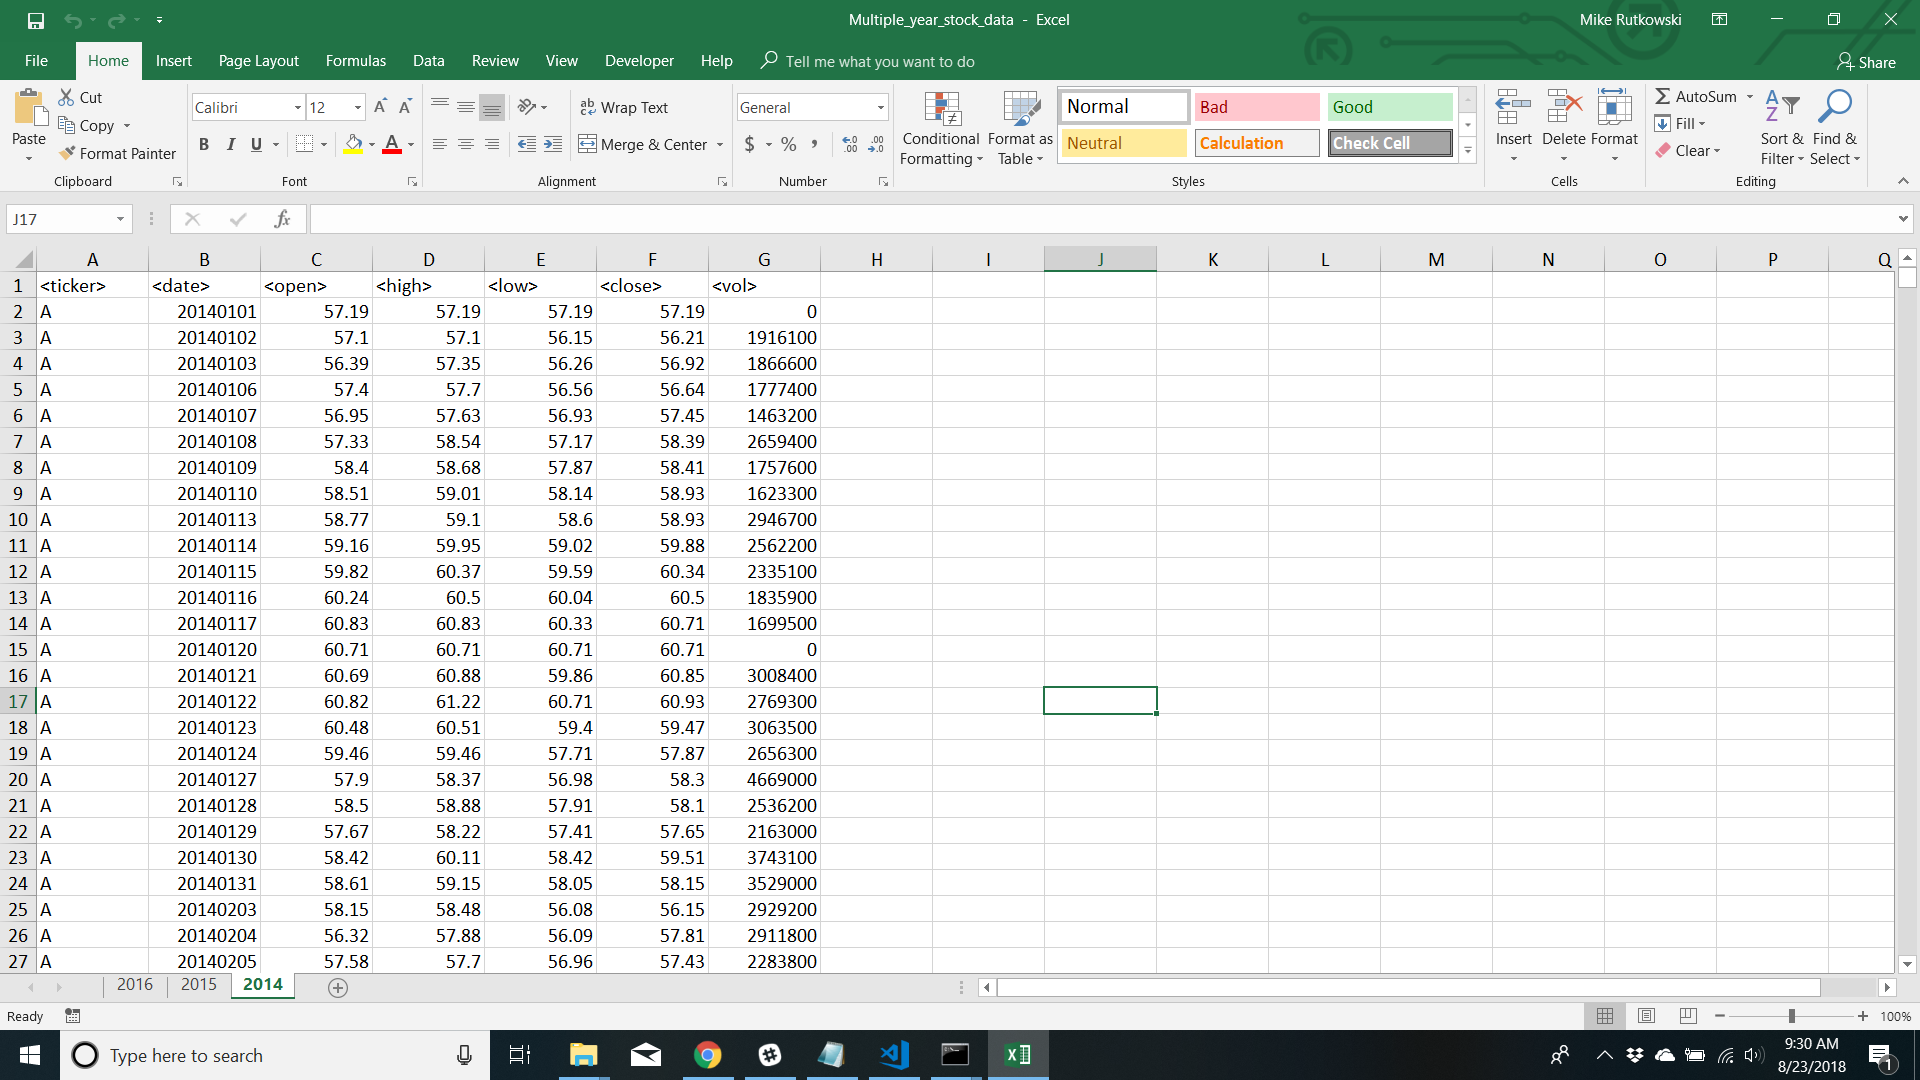 Multiple_year_stock_data - Excel
Mike Rutkowski
File Home Insert Page Layout Formulas Data Review View Developer Help Tell me what you want to do Share
Paste
Cut
Copy
Format Painter
Clipboard
Calibri 12
B I U
Font
Wrap Text
Merge & Center
Alignment
General
$ % ,
Number
Conditional Formatting
Format as Table
Normal Bad Good
Neutral Calculation Check Cell
Styles
Insert Delete Format
Cells
AutoSum
Fill
Clear
Sort & Filter
Find & Select
Editing
J17
fx
A B C D E F G H I J K L M N O P Q
1 <ticker> <date> <open> <high> <low> <close> <vol>
2 A 20140101 57.19 57.19 57.19 57.19 0
3 A 20140102 57.1 57.1 56.15 56.21 1916100
4 A 20140103 56.39 57.35 56.26 56.92 1866600
5 A 20140106 57.4 57.7 56.56 56.64 1777400
6 A 20140107 56.95 57.63 56.93 57.45 1463200
7 A 20140108 57.33 58.54 57.17 58.39 2659400
8 A 20140109 58.4 58.68 57.87 58.41 1757600
9 A 20140110 58.51 59.01 58.14 58.93 1623300
10 A 20140113 58.77 59.1 58.6 58.93 2946700
11 A 20140114 59.16 59.95 59.02 59.88 2562200
12 A 20140115 59.82 60.37 59.59 60.34 2335100
13 A 20140116 60.24 60.5 60.04 60.5 1835900
14 A 20140117 60.83 60.83 60.33 60.71 1699500
15 A 20140120 60.71 60.71 60.71 60.71 0
16 A 20140121 60.69 60.88 59.86 60.85 3008400
17 A 20140122 60.82 61.22 60.71 60.93 2769300
18 A 20140123 60.48 60.51 59.4 59.47 3063500
19 A 20140124 59.46 59.46 57.71 57.87 2656300
20 A 20140127 57.9 58.37 56.98 58.3 4669000
21 A 20140128 58.5 58.88 57.91 58.1 2536200
22 A 20140129 57.67 58.22 57.41 57.65 2163000
23 A 20140130 58.42 60.11 58.42 59.51 3743100
24 A 20140131 58.61 59.15 58.05 58.15 3529000
25 A 20140203 58.15 58.48 56.08 56.15 2929200
26 A 20140204 56.32 57.88 56.09 57.81 2911800
27 A 20140205 57.58 57.7 56.96 57.43 2283800
2016 2015 2014
Ready
100%
Type here to search
9:30 AM
8/23/2018
1